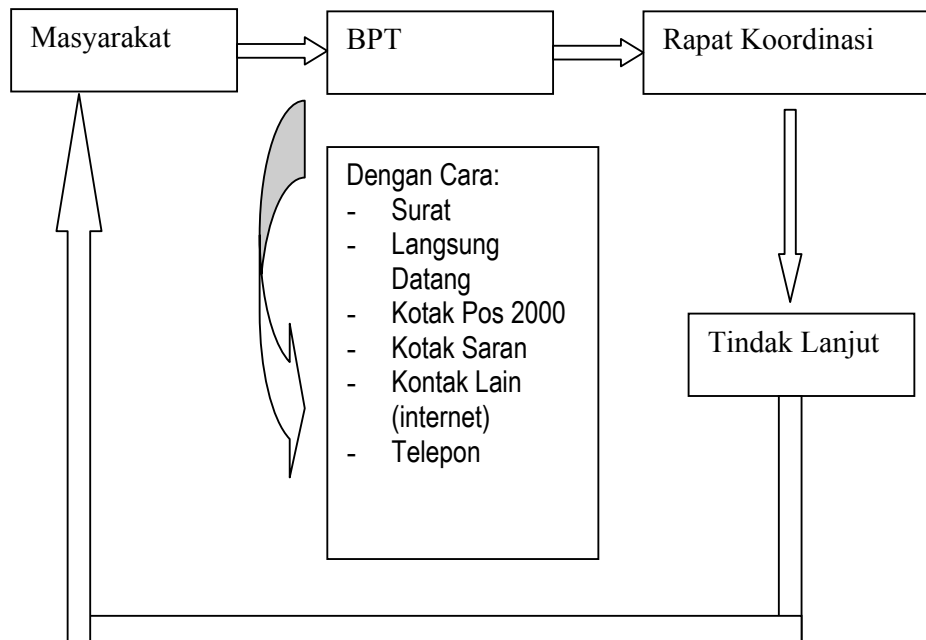 Masyarakat
BPT
Rapat Koordinasi
Dengan Cara:
- Surat
- Langsung
Datang
- Kotak Pos 2000
- Kotak Saran
- Kontak Lain
(internet)
- Telepon
Tindak Lanjut